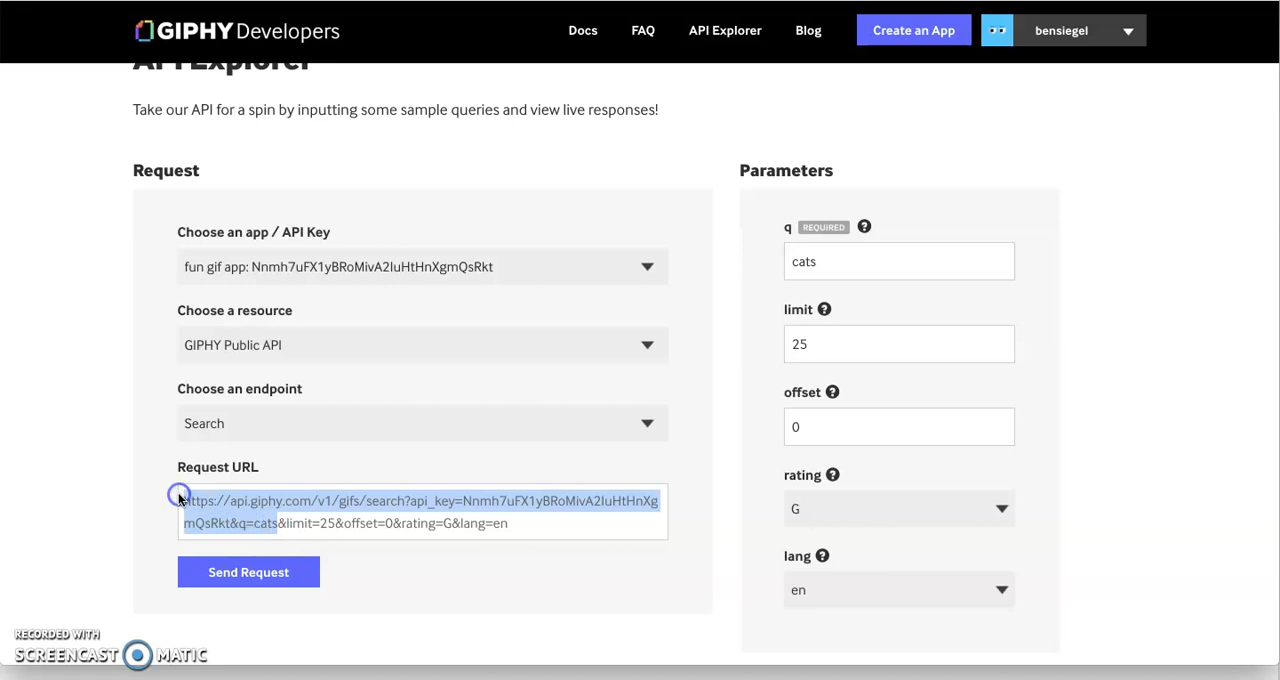 GIPHY Developers
Docs
FAQ
API Explorer
Blog
Create an App
bensiegel
API Explorer
Take our API for a spin by inputting some sample queries and view live responses!
Request
Choose an app / API Key
fun gif app: Nnmh7uFX1yBRoMivA2IuHtHnXgmQsRkt
Choose a resource
GIPHY Public API
Choose an endpoint
Search
Request URL
https://api.giphy.com/v1/gifs/search?api_key=Nnmh7uFX1yBRoMivA2IuHtHnXg
mQsRkt&q=cats&limit=25&offset=0&rating=G&lang=en
Send Request
Parameters
q REQUIRED ?
cats
limit ?
25
offset ?
0
rating ?
G
lang ?
en
RECORDED WITH
SCREENCAST MATIC